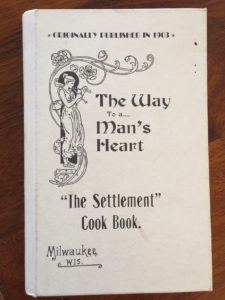 * ORIGINALLY PUBLISHED IN 1903 *
The Way
To a....
Man's
Heart
"The Settlement"
Cook Book.
Milwaukee,
WIS.